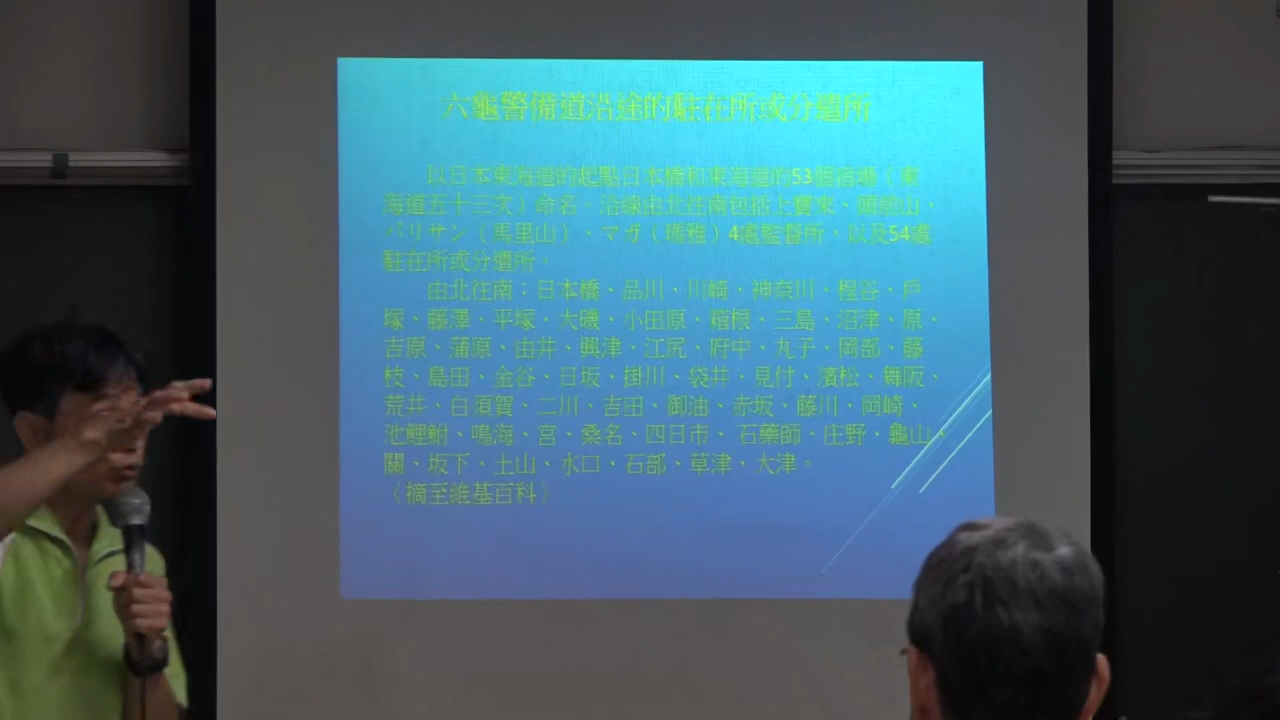 六龜警備道沿途的駐在所或分遣所
以日本東海道的起點日本橋和東海道的53個宿場（東
海道五十三次）命名。沿線由北往南包括上寶來、頭前山、
バリサン（馬里山）、マガ（瑪雅）4處監督所，以及54處
駐在所或分遣所。
由北往南：日本橋、品川、川崎、神奈川、程谷、戶
塚、藤澤、平塚、大磯、小田原、箱根、三島、沼津、原、
吉原、蒲原、由井、興津、江尻、府中、丸子、岡部、藤
枝、島田、金谷、日坂、掛川、袋井、見付、濱松、舞阪、
荒井、白須賀、二川、吉田、御油、赤坂、藤川、岡崎、
池鯉鮒、鳴海、宮、桑名、四日市、石藥師、庄野、龜山、
關、坂下、土山、水口、石部、草津、大津。
（摘至維基百科）